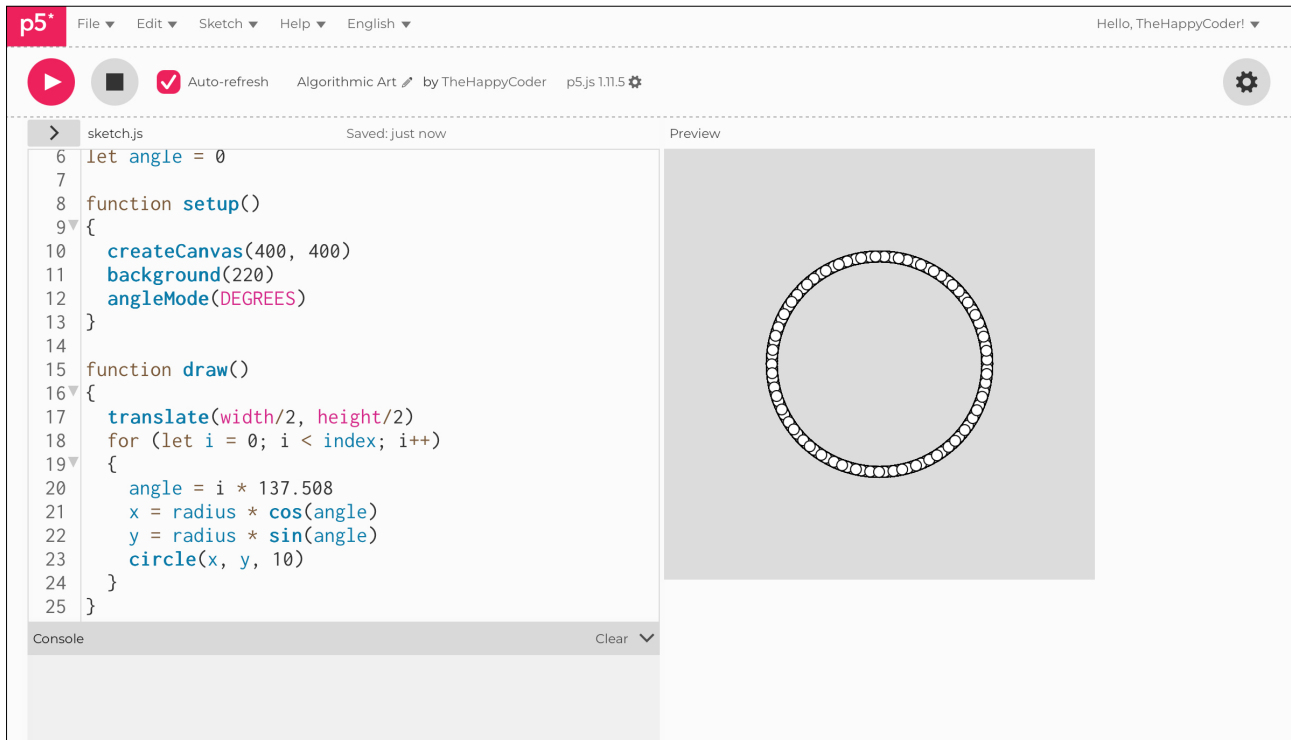 p5* File Edit Sketch Help English Hello, TheHappyCoder!
Auto-refresh Algorithmic Art by TheHappyCoder p5.js 1.11.5
sketch.js Saved: just now Preview
6 let angle = 0
7
8 function setup()
9 {
10 createCanvas(400, 400)
11 background(220)
12 angleMode(DEGREES)
13 }
14
15 function draw()
16 {
17 translate(width/2, height/2)
18 for (let i = 0; i < index; i++)
19 {
20 angle = i * 137.508
21 x = radius * cos(angle)
22 y = radius * sin(angle)
23 circle(x, y, 10)
24 }
25 }
Console Clear